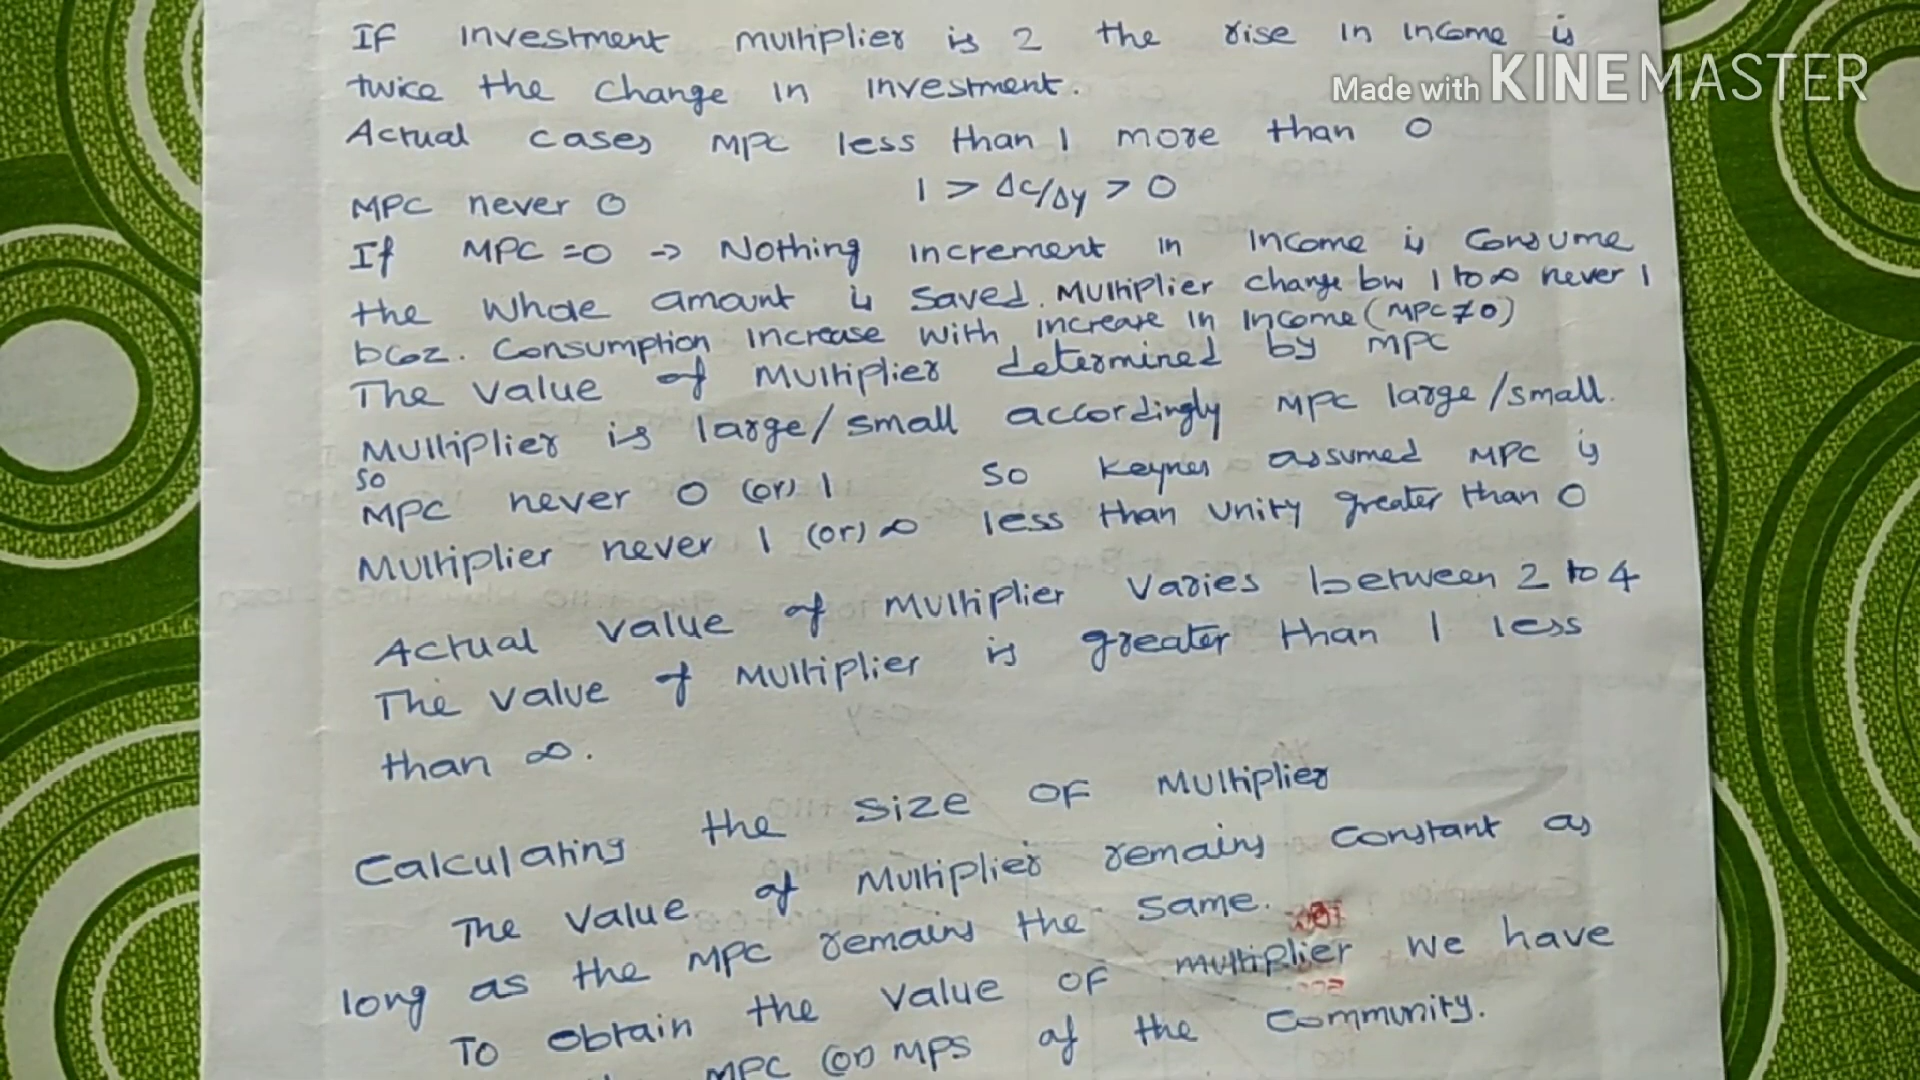 If investment multiplier is 2 the rise in income is
twice the change in investment.
Made with KINEMASTER
Actual cases MPC less than 1 more than 0
1 > ΔC/ΔY > 0
MPC never 0
If MPC = 0 -> Nothing increment in income is consume
the whole amount is saved. Multiplier change bw 1 to ∞ never 1
bcoz. Consumption increase with increase in income (MPC ≠ 0)
The value of multiplier determined by MPC
Multiplier is large/small accordingly MPC large/small.
so
MPC never 0 (or) 1
so Keynes assumed MPC is
Multiplier never 1 (or) ∞
less than unity greater than 0
Actual value of multiplier varies between 2 to 4
The value of multiplier is greater than 1 less
than ∞.
Calculating the size of multiplier
The value of multiplier remains constant as
long as the MPC remains the same.
To obtain the value of multiplier we have
MPC (or) MPS of the community.